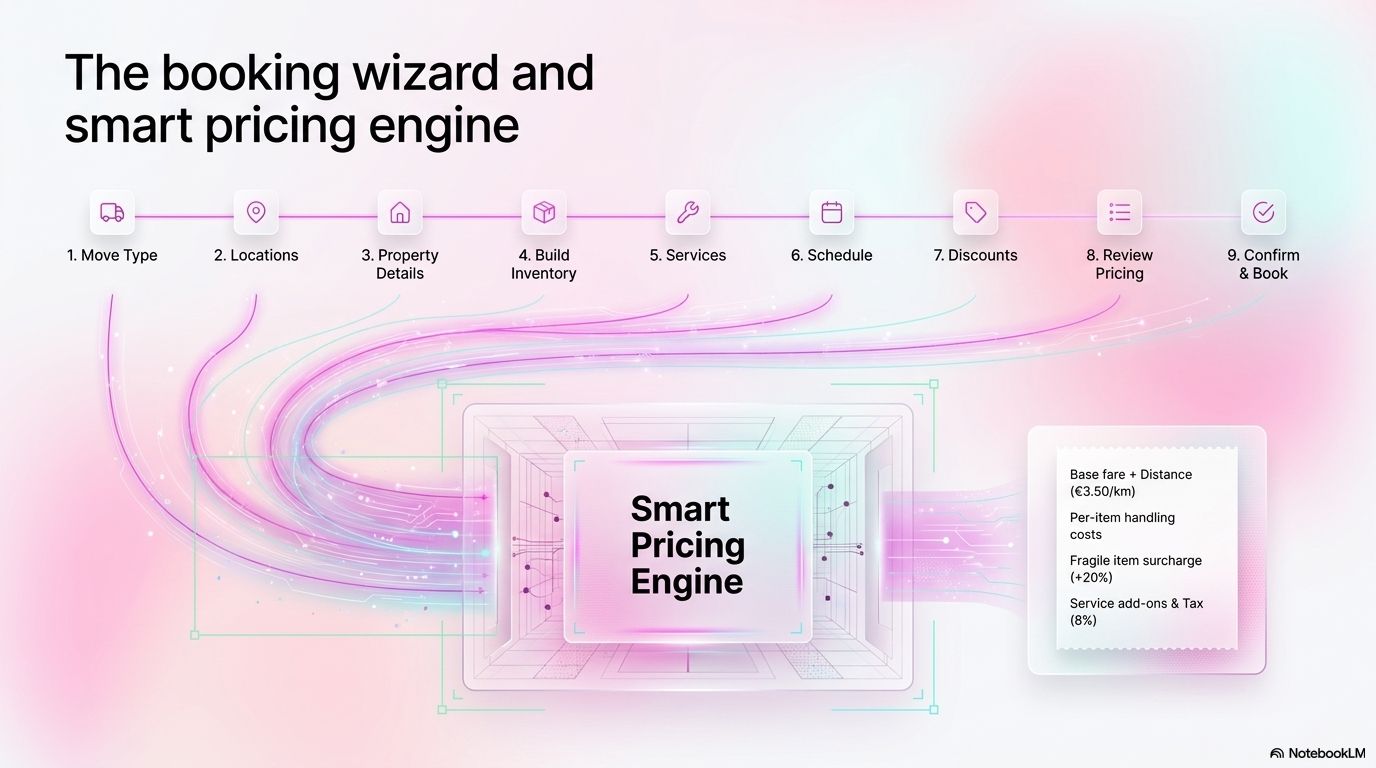 The booking wizard and
smart pricing engine
1. Move Type
2. Locations
3. Property
Details
4. Build
Inventory
5. Services
6. Schedule
7. Discounts
8. Review
Pricing
9. Confirm
& Book
Smart
Pricing
Engine
Base fare + Distance
(€3.50/km)
Per-item handling
costs
Fragile item surcharge
(+20%)
Service add-ons & Tax
(8%)
NotebookLM